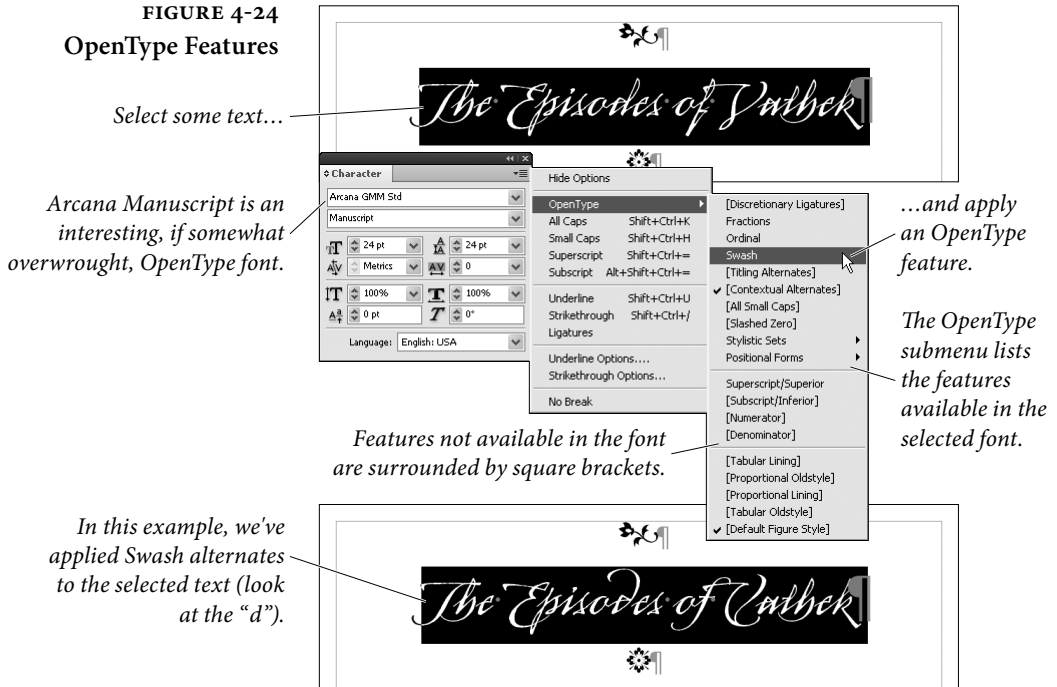 FIGURE 4-24
OpenType Features
Select some text…
The Episodes of Vathek¶
Arcana Manuscript is an
interesting, if somewhat
overwrought, OpenType font.
Character
Arcana GMM Std
Manuscript
24 pt
24 pt
Metrics
0
100%
100%
0 pt
0°
Language: English: USA
Hide Options
OpenType
All Caps Shift+Ctrl+K
Small Caps Shift+Ctrl+H
Superscript Shift+Ctrl+=
Subscript Alt+Shift+Ctrl+=
Underline Shift+Ctrl+U
Strikethrough Shift+Ctrl+/
Ligatures
Underline Options....
Strikethrough Options...
No Break
[Discretionary Ligatures]
Fractions
Ordinal
Swash
[Titling Alternates]
[Contextual Alternates]
[All Small Caps]
[Slashed Zero]
Stylistic Sets
Positional Forms
Superscript/Superior
[Subscript/Inferior]
[Numerator]
[Denominator]
[Tabular Lining]
[Proportional Oldstyle]
[Proportional Lining]
[Tabular Oldstyle]
[Default Figure Style]
…and apply
an OpenType
feature.
The OpenType
submenu lists
the features
available in the
selected font.
Features not available in the font
are surrounded by square brackets.
In this example, we've
applied Swash alternates
to the selected text (look
at the “d”).
The Episodes of Vathek¶